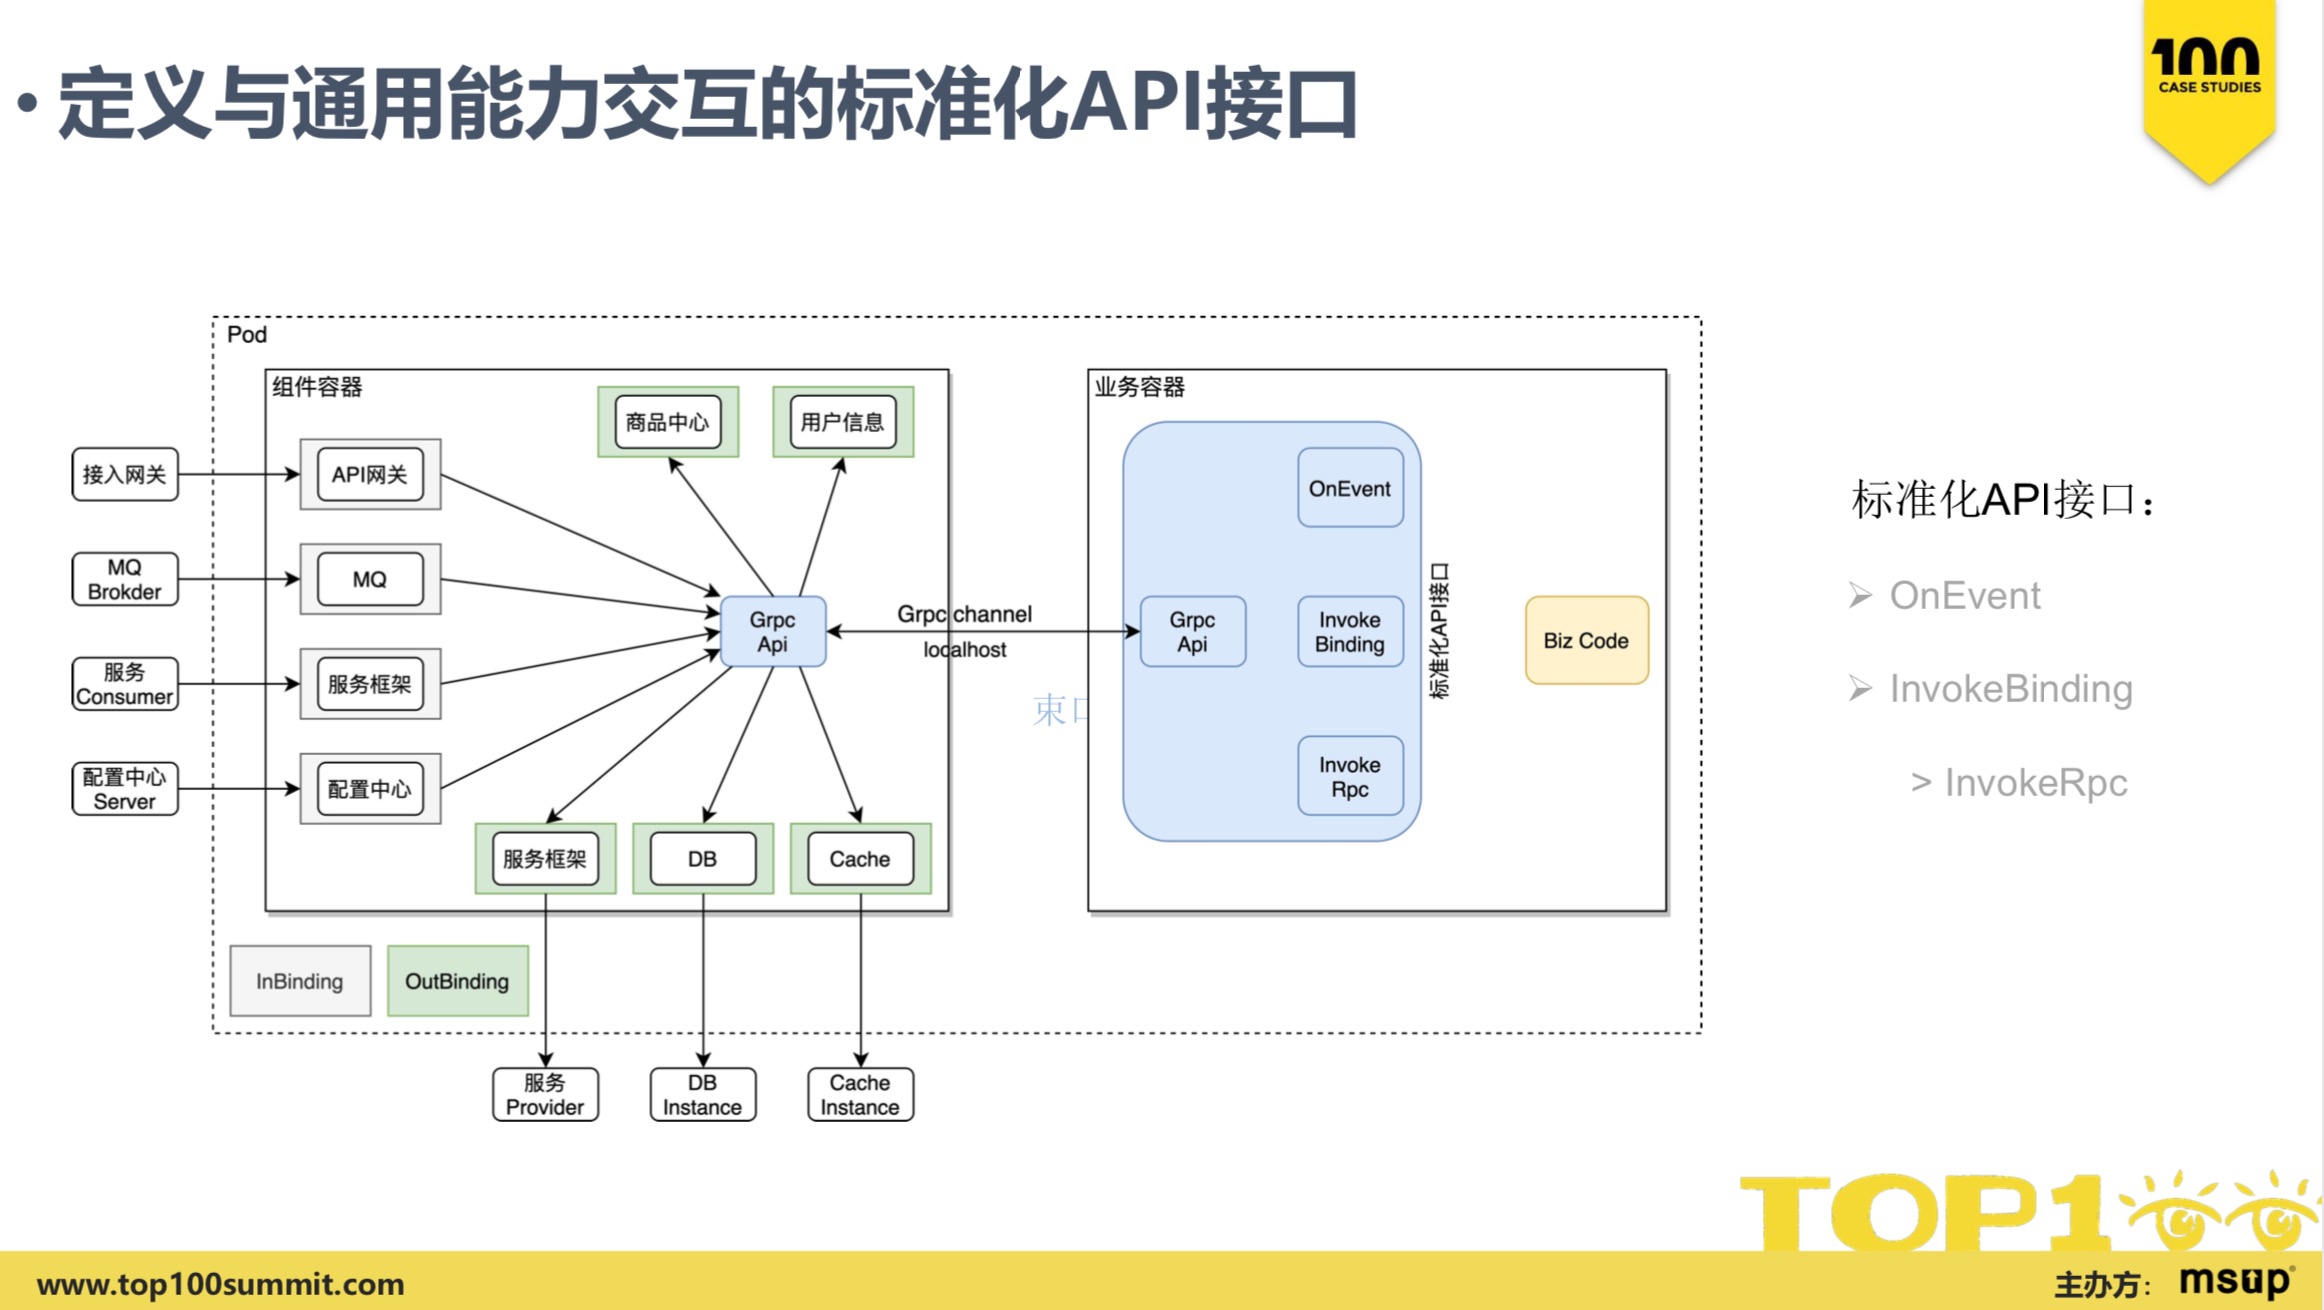 • 定义与通用能力交互的标准化API接口
100
CASE STUDIES
Pod
组件容器
商品中心
用户信息
接入网关
API网关
MQ
Brokder
MQ
服务
Consumer
服务框架
配置中心
Server
配置中心
Grpc
Api
Grpc channel
localhost
束口
服务框架
DB
Cache
InBinding
OutBinding
服务
Provider
DB
Instance
Cache
Instance
业务容器
OnEvent
Grpc
Api
Invoke
Binding
Invoke
Rpc
标准化API接口
Biz Code
标准化API接口：
➢ OnEvent
➢ InvokeBinding
> InvokeRpc
TOP100
www.top100summit.com
主办方：
msup